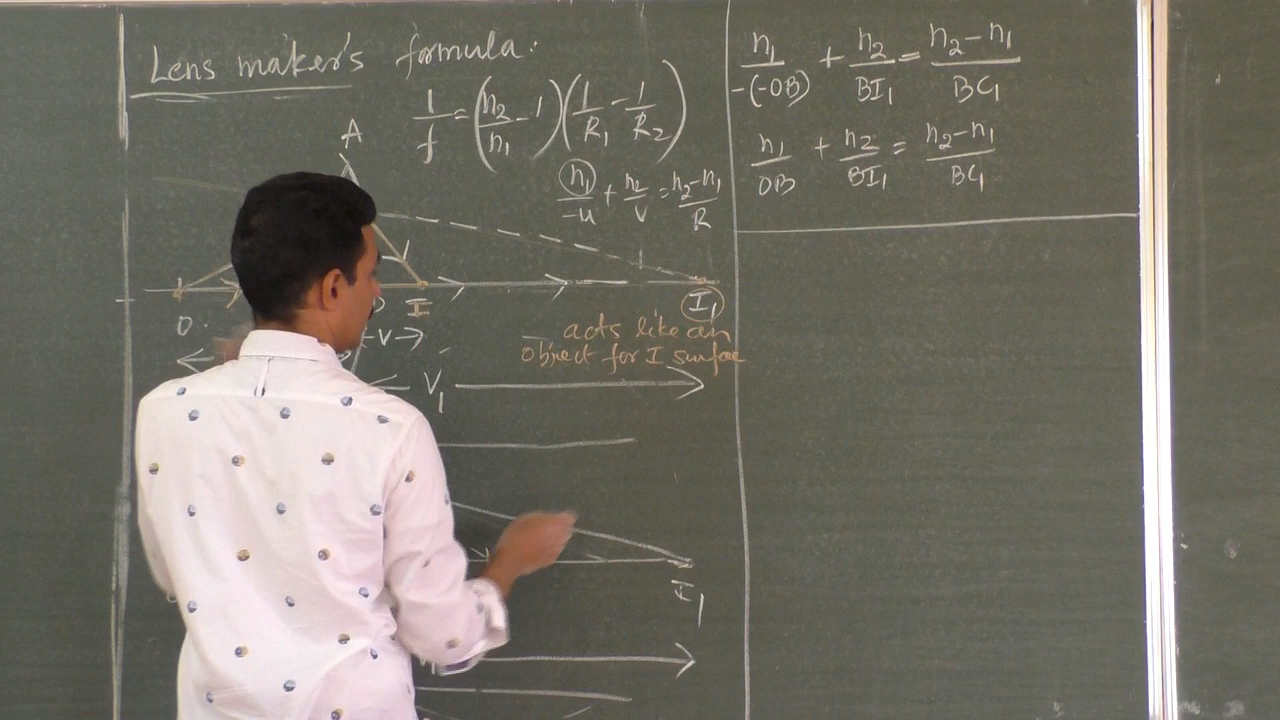 Lens maker's formula:
1/f = (n₂/n₁ - 1)(1/R₁ - 1/R₂)
A
n₁/-u + n₂/v = n₂-n₁/R
O
I
I₁
V
acts like an
object for I surface
V₁
I₁
n₁/-(-OB) + n₂/BI₁ = n₂-n₁/BC₁
n₁/OB + n₂/BI₁ = n₂-n₁/BC₁